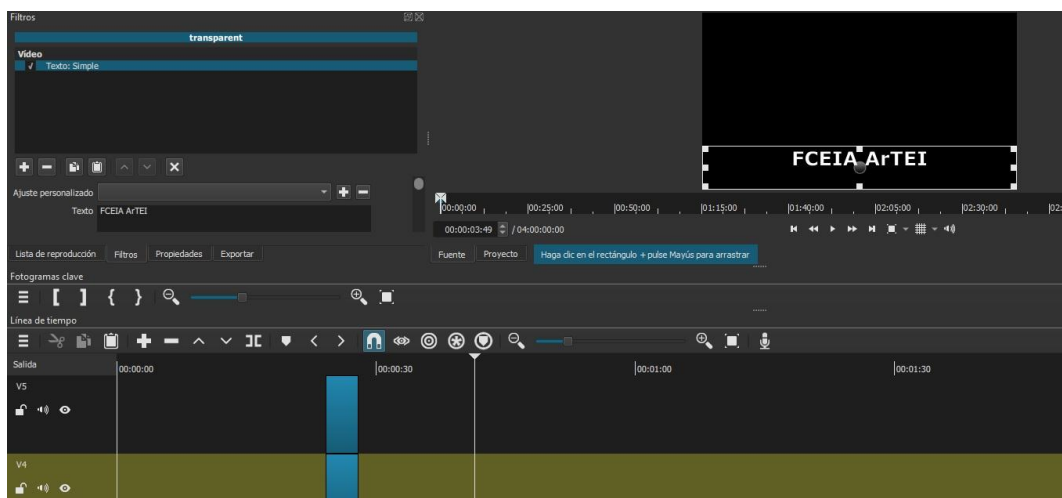 Filtros
transparent
Vídeo
Texto: Simple
Ajuste personalizado
Texto FCEIA ArTEI
Lista de reproducción Filtros Propiedades Exportar
FCEIA ArTEI
00:00:00 00:25:00 00:50:00 01:15:00 01:40:00 02:05:00 02:30:00 02:
00:00:03:49 / 04:00:00:00
Fuente Proyecto Haga clic en el rectángulo + pulse Mayús para arrastrar
Fotogramas clave
Línea de tiempo
Salida 00:00:00 00:00:30 00:01:00 00:01:30
V5
V4